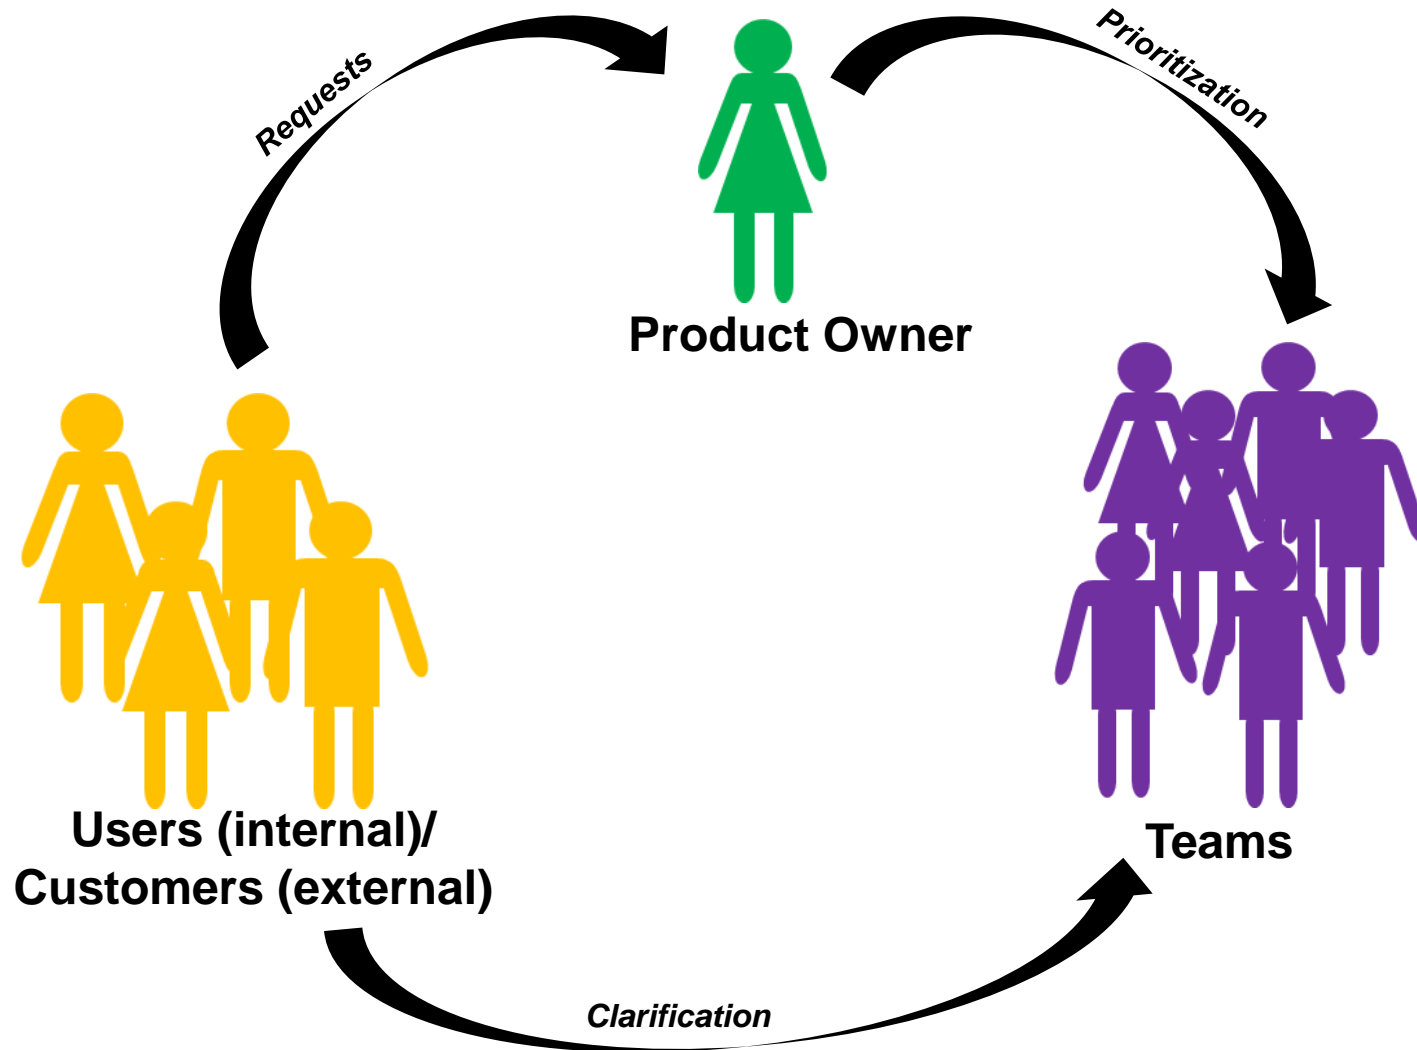 Requests
Prioritization
Product Owner
Users (internal)/
Customers (external)
Teams
Clarification